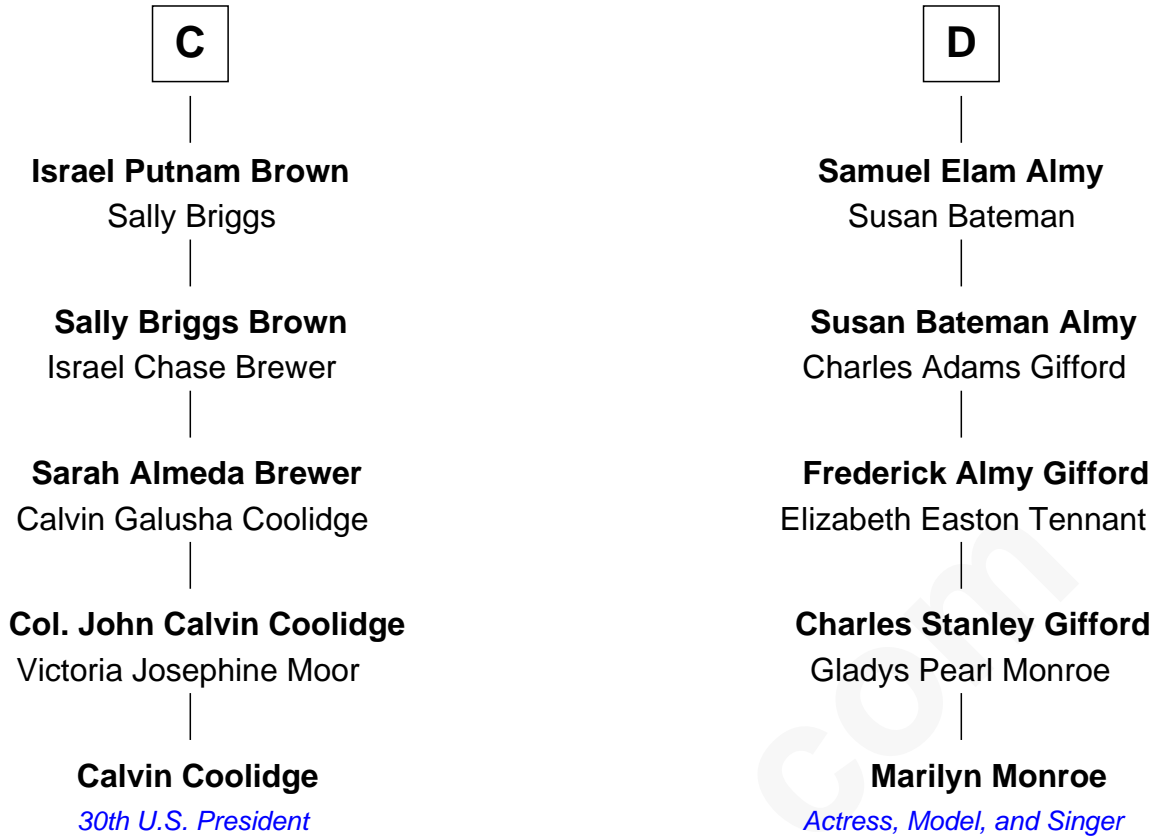 C
Israel Putnam Brown
Sally Briggs
Sally Briggs Brown
Israel Chase Brewer
Sarah Almeda Brewer
Calvin Galusha Coolidge
Col. John Calvin Coolidge
Victoria Josephine Moor
Calvin Coolidge
30th U.S. President
D
Samuel Elam Almy
Susan Bateman
Susan Bateman Almy
Charles Adams Gifford
Frederick Almy Gifford
Elizabeth Easton Tennant
Charles Stanley Gifford
Gladys Pearl Monroe
Marilyn Monroe
Actress, Model, and Singer
com